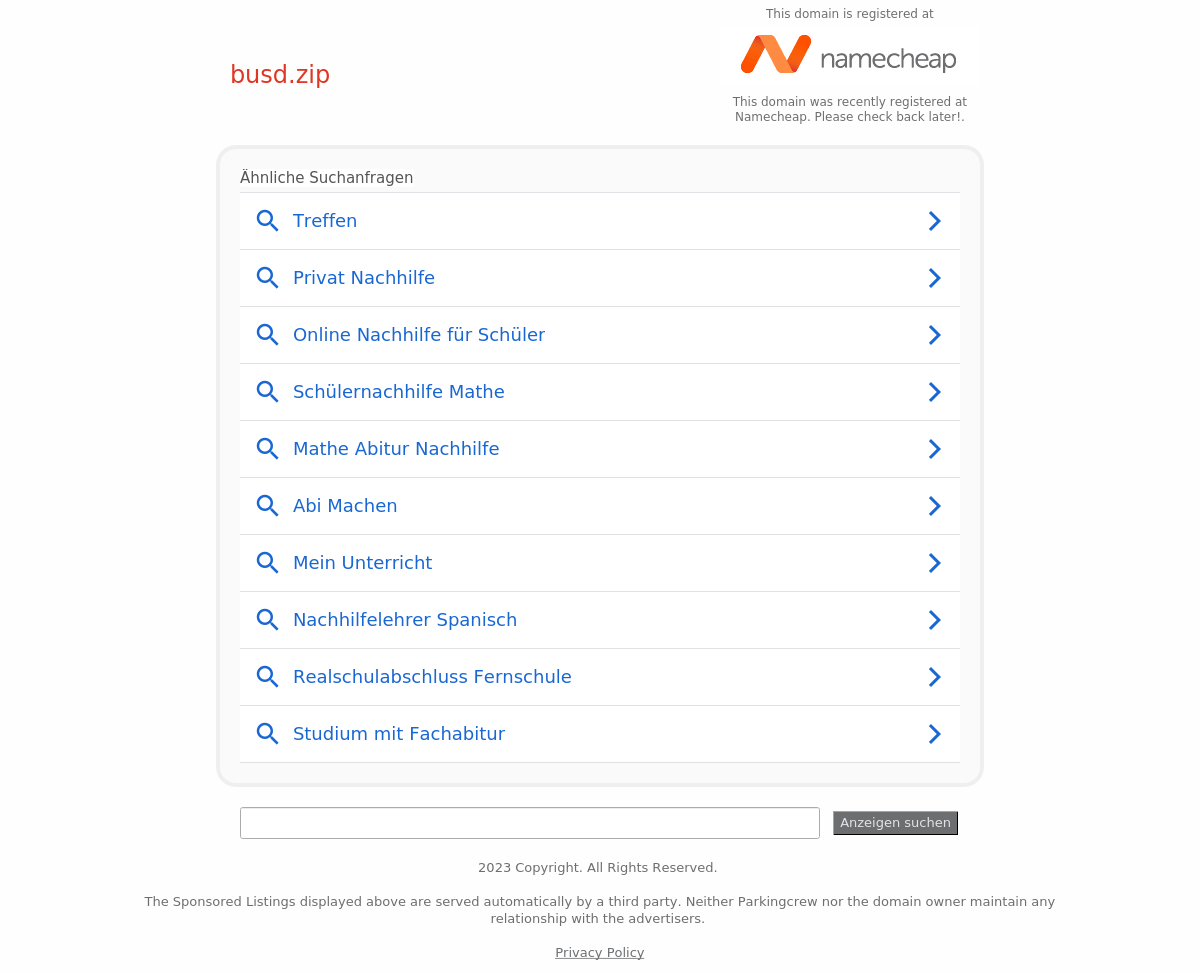 This domain is registered at
namecheap
busd.zip
This domain was recently registered at
Namecheap. Please check back later!.
Ähnliche Suchanfragen
Treffen
Privat Nachhilfe
Online Nachhilfe für Schüler
Schülernachhilfe Mathe
Mathe Abitur Nachhilfe
Abi Machen
Mein Unterricht
Nachhilfelehrer Spanisch
Realschulabschluss Fernschule
Studium mit Fachabitur
Anzeigen suchen
2023 Copyright. All Rights Reserved.
The Sponsored Listings displayed above are served automatically by a third party. Neither Parkingcrew nor the domain owner maintain any
relationship with the advertisers.
Privacy Policy